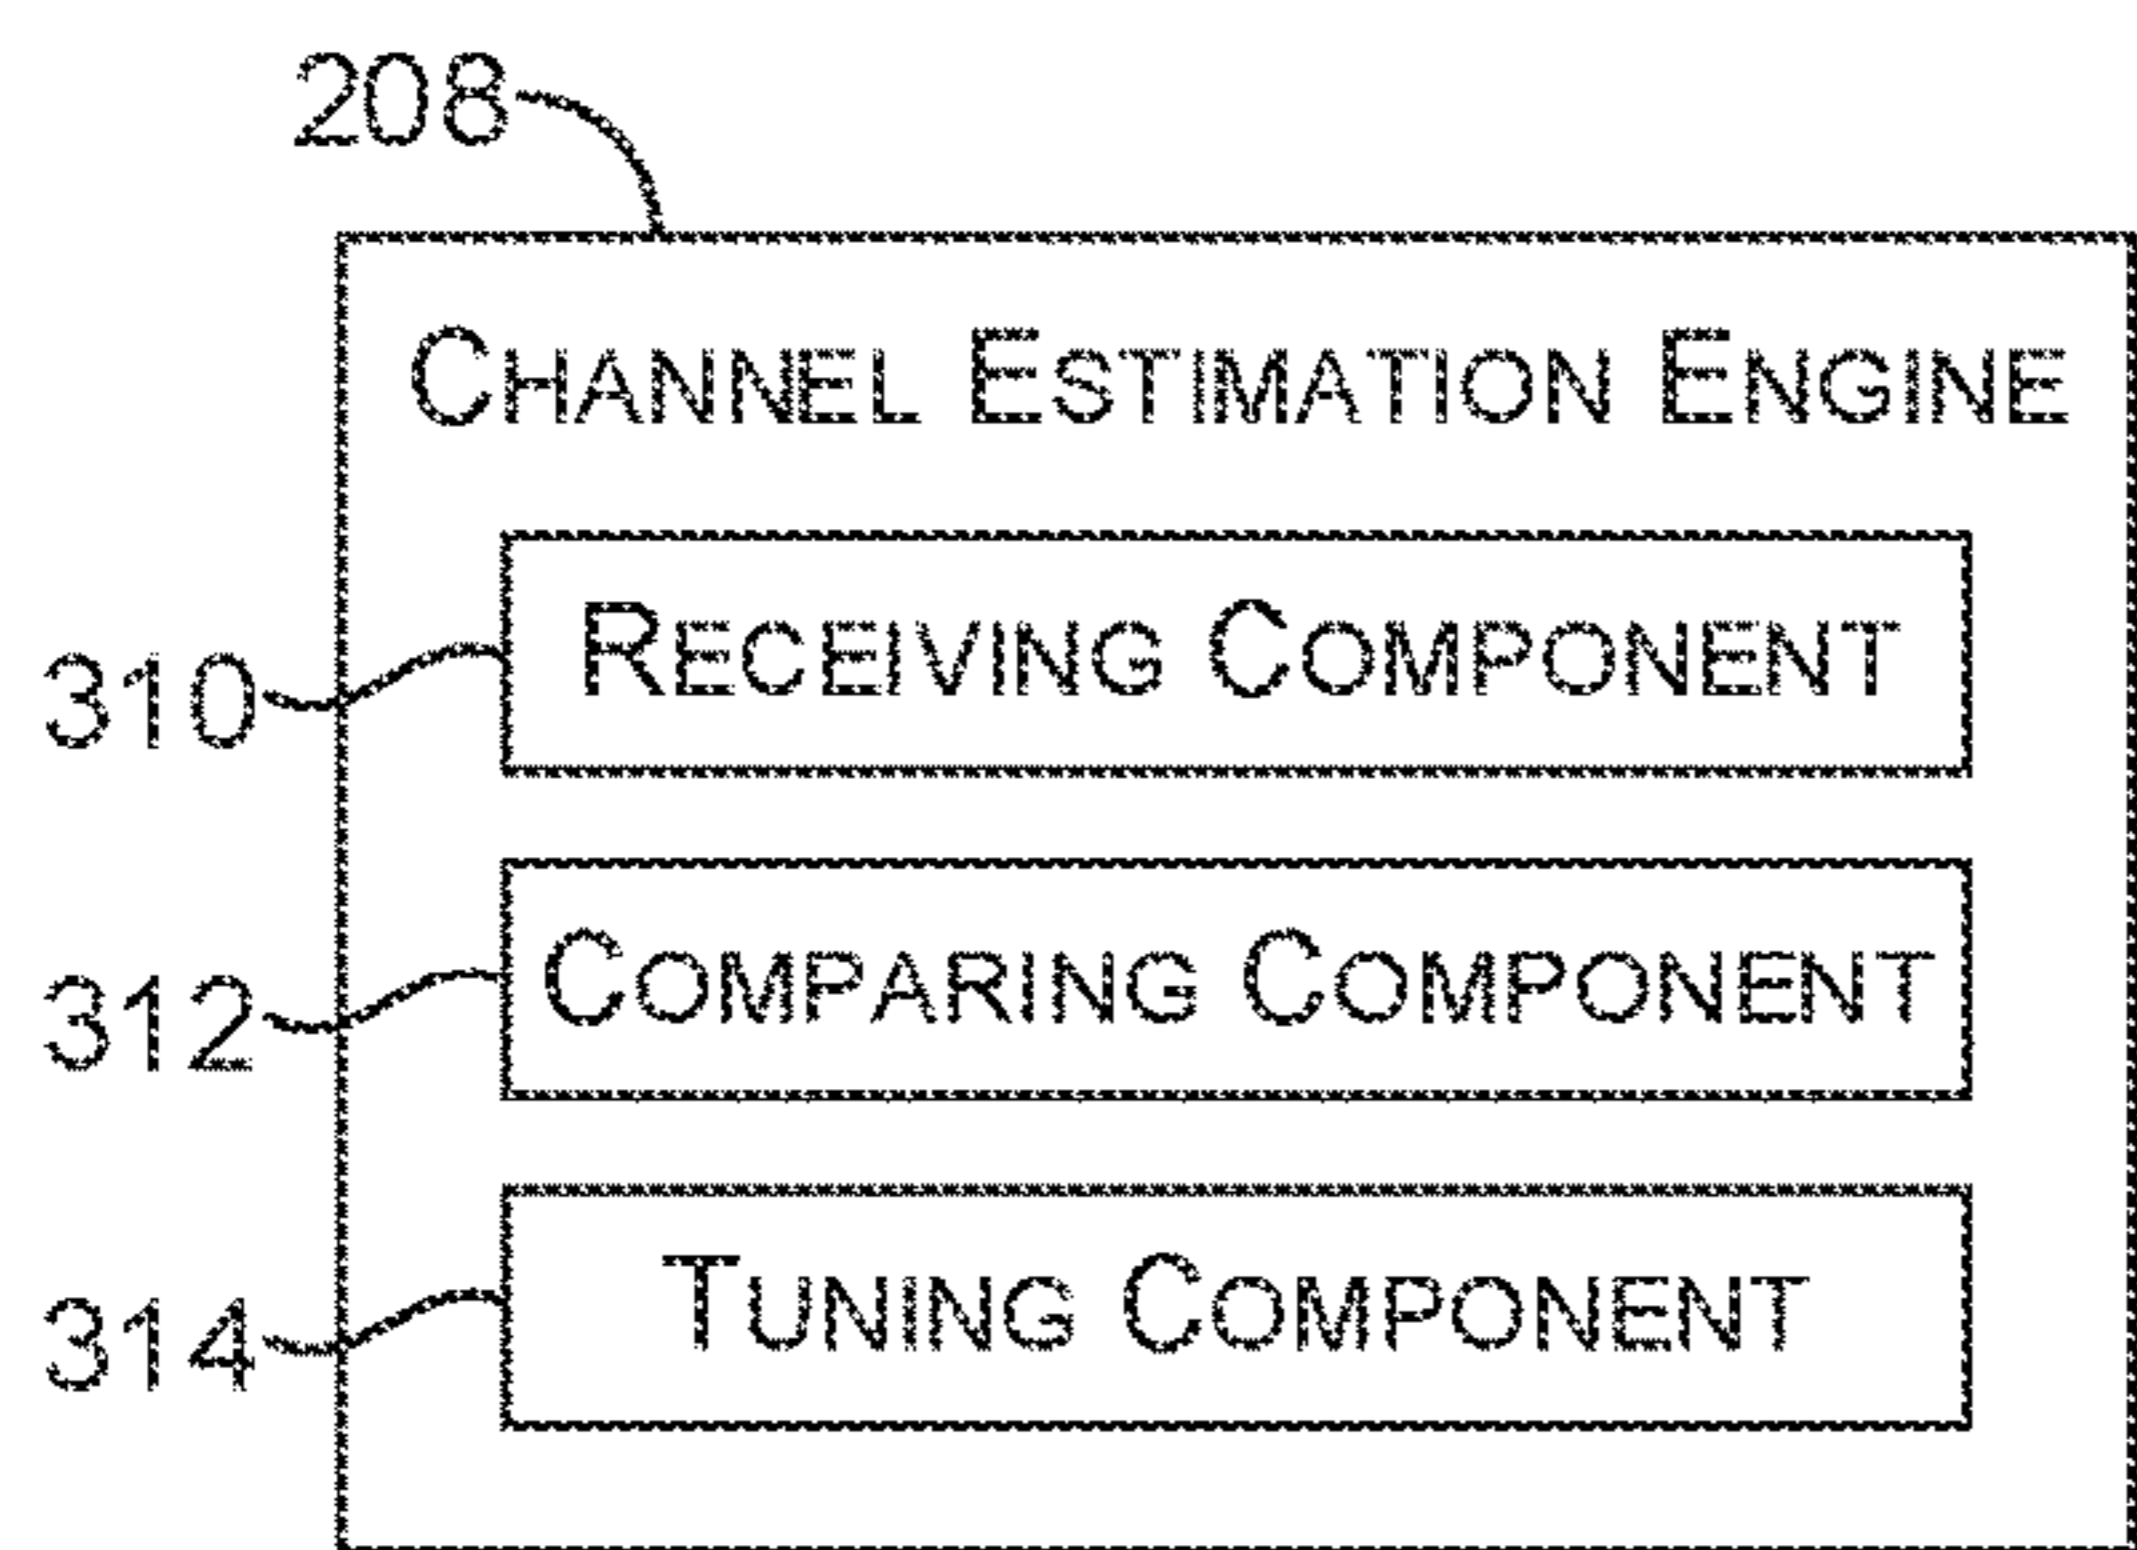 208
CHANNEL ESTIMATION ENGINE
310
RECEIVING COMPONENT
312
COMPARING COMPONENT
314
TUNING COMPONENT